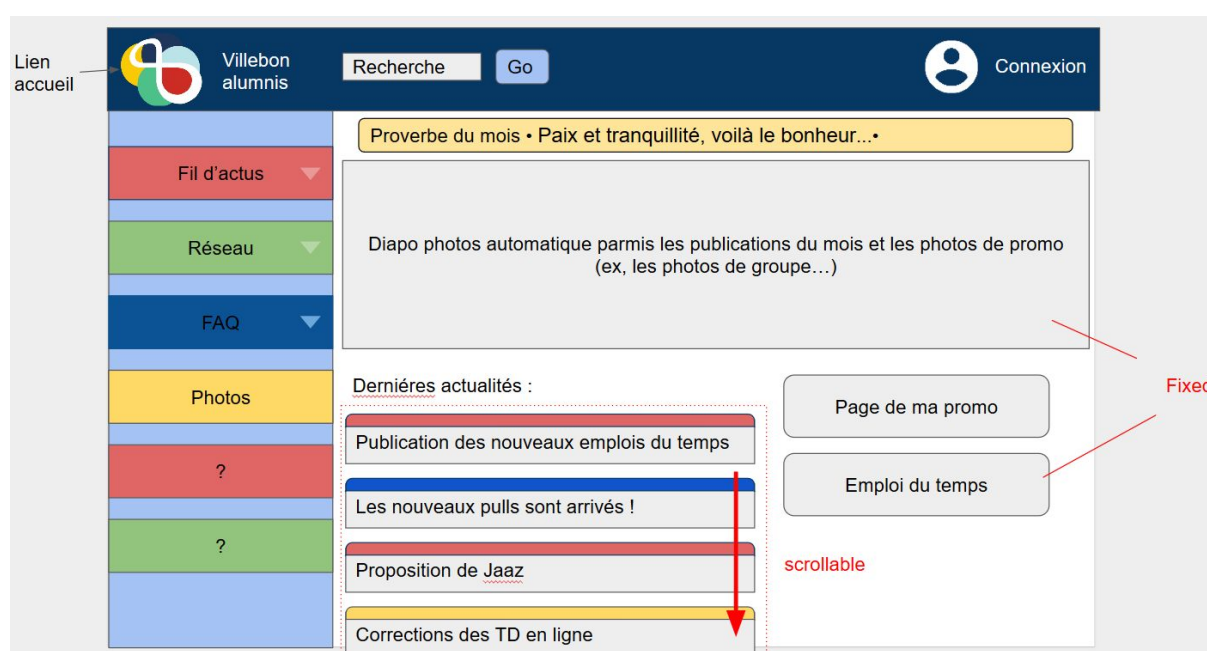 Lien
accueil
Villebon
alumnis
Recherche
Go
Connexion
Proverbe du mois • Paix et tranquillité, voilà le bonheur...•
Fil d'actus
Réseau
FAQ
Photos
?
?
Diapo photos automatique parmis les publications du mois et les photos de promo
(ex, les photos de groupe…)
Derniéres actualités :
Publication des nouveaux emplois du temps
Les nouveaux pulls sont arrivés !
Proposition de Jaaz
Corrections des TD en ligne
Page de ma promo
Emploi du temps
scrollable
Fixed